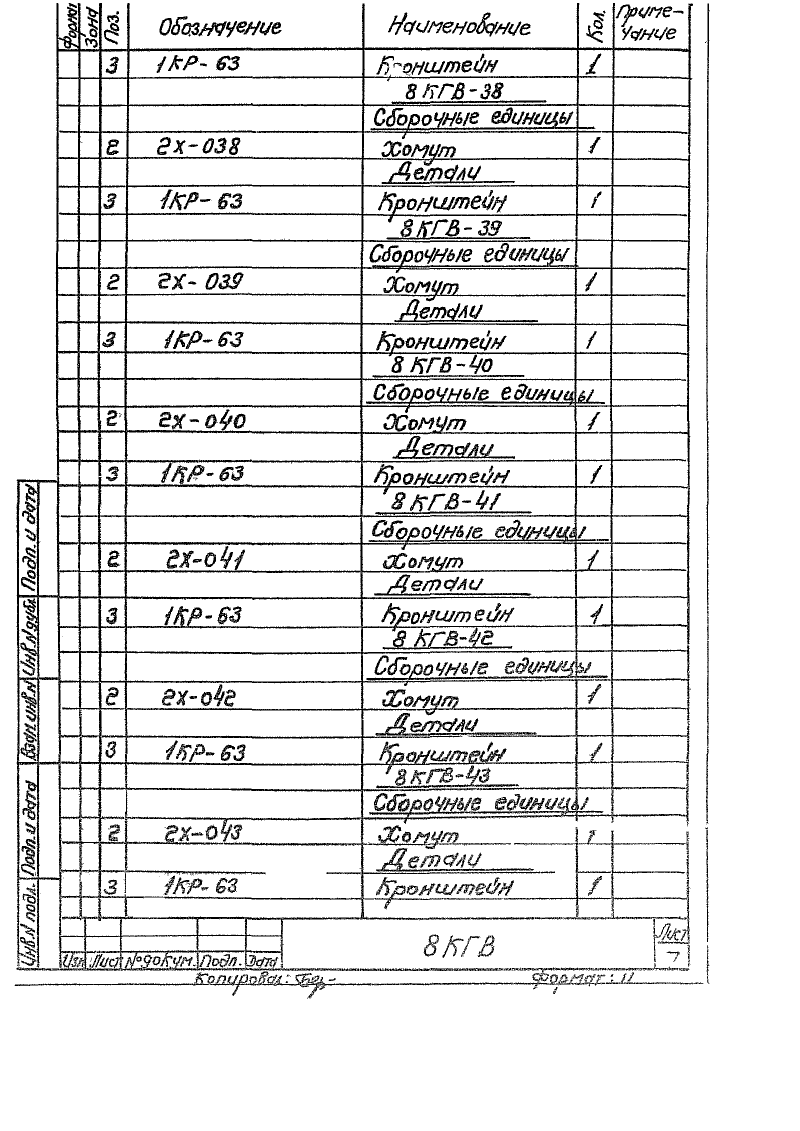 Формат Зона Поз. Обозначение Наименование Кол. Приме-
чание
3 1КР-63 Кронштейн 1
8 КГВ-38
Сборочные единицы
2 2Х-038 Хомут 1
Детали
3 1КР-63 Кронштейн 1
8 КГВ-39
Сборочные единицы
2 2Х-039 Хомут 1
Детали
3 1КР-63 Кронштейн 1
8 КГВ-40
Сборочные единицы
2 2Х-040 Хомут 1
Детали
3 1КР-63 Кронштейн 1
8 КГВ-41
Сборочные единицы
2 2Х-041 Хомут 1
Детали
3 1КР-63 Кронштейн 1
8 КГВ-42
Сборочные единицы
2 2Х-042 Хомут 1
Детали
3 1КР-63 Кронштейн 1
8 КГВ-43
Сборочные единицы
2 2Х-043 Хомут 1
Детали
3 1КР-63 Кронштейн 1
Подп. и дата
Инв.N дубл.
Взам. инв.N
Подп. и дата
Инв.N подл.
Изм Лист N° докум. Подп. Дата
8 КГВ
Лист
7
Копировал:
Формат: 11